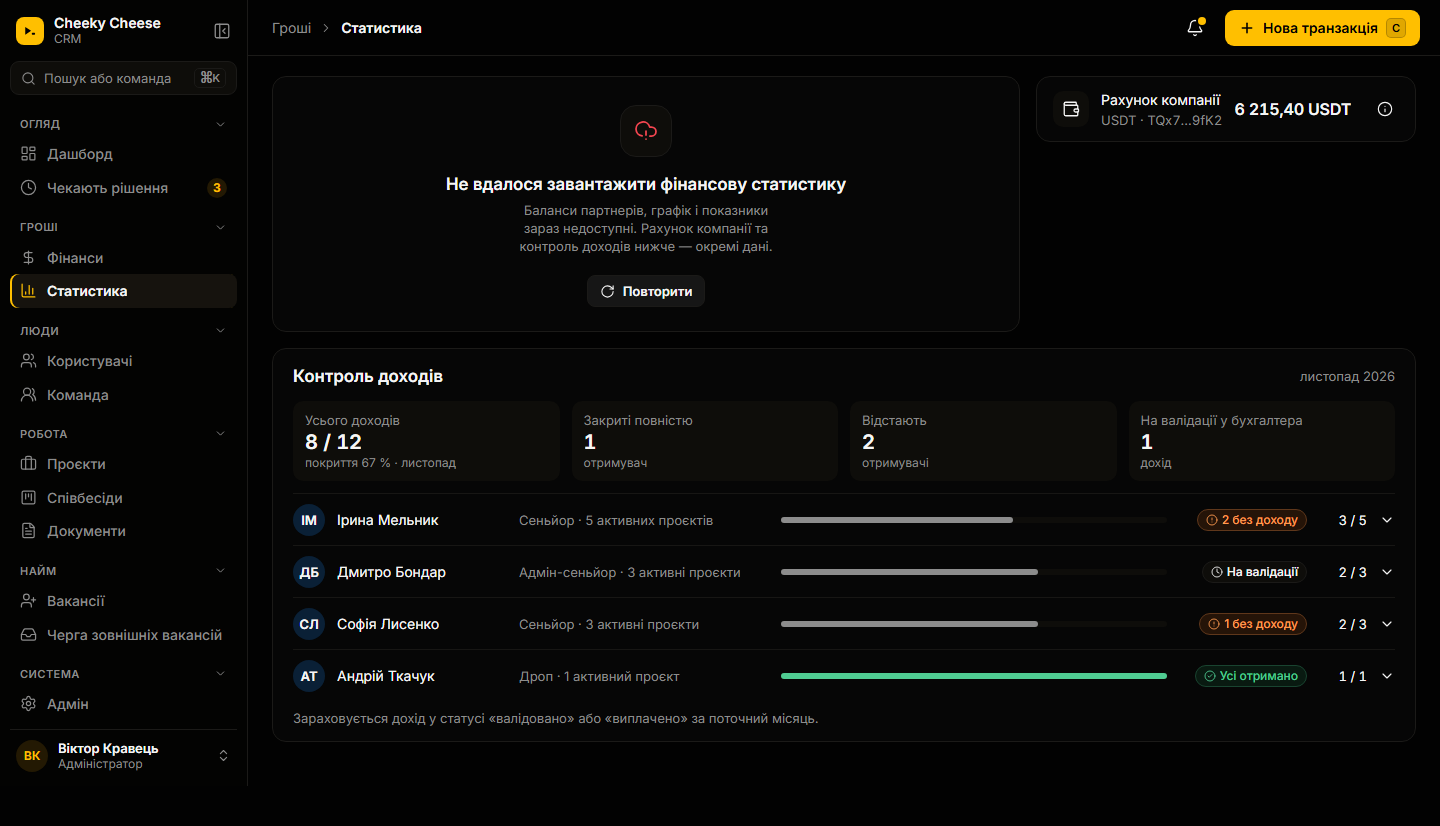 Cheeky Cheese
CRM
Пошук або команда
⌘K
ОГЛЯД
Дашборд
Чекають рішення
3
ГРОШІ
Фінанси
Статистика
ЛЮДИ
Користувачі
Команда
РОБОТА
Проєкти
Співбесіди
Документи
НАЙМ
Вакансії
Черга зовнішніх вакансій
СИСТЕМА
Адмін
ВК
Віктор Кравець
Адміністратор
Гроші > Статистика
+ Нова транзакція C
Не вдалося завантажити фінансову статистику
Баланси партнерів, графік і показники
зараз недоступні. Рахунок компанії та
контроль доходів нижче — окремі дані.
Повторити
Рахунок компанії
USDT · TQx7…9fK2
6 215,40 USDT
Контроль доходів
листопад 2026
Усього доходів
8 / 12
покриття 67 % · листопад
Закриті повністю
1
отримувач
Відстають
2
отримувачі
На валідації у бухгалтера
1
дохід
ІМ Ірина Мельник Сеньйор · 5 активних проєктів 2 без доходу 3 / 5
ДБ Дмитро Бондар Адмін-сеньйор · 3 активні проєкти На валідації 2 / 3
СЛ Софія Лисенко Сеньйор · 3 активні проєкти 1 без доходу 2 / 3
АТ Андрій Ткачук Дроп · 1 активний проєкт Усі отримано 1 / 1
Зараховується дохід у статусі «валідовано» або «виплачено» за поточний місяць.